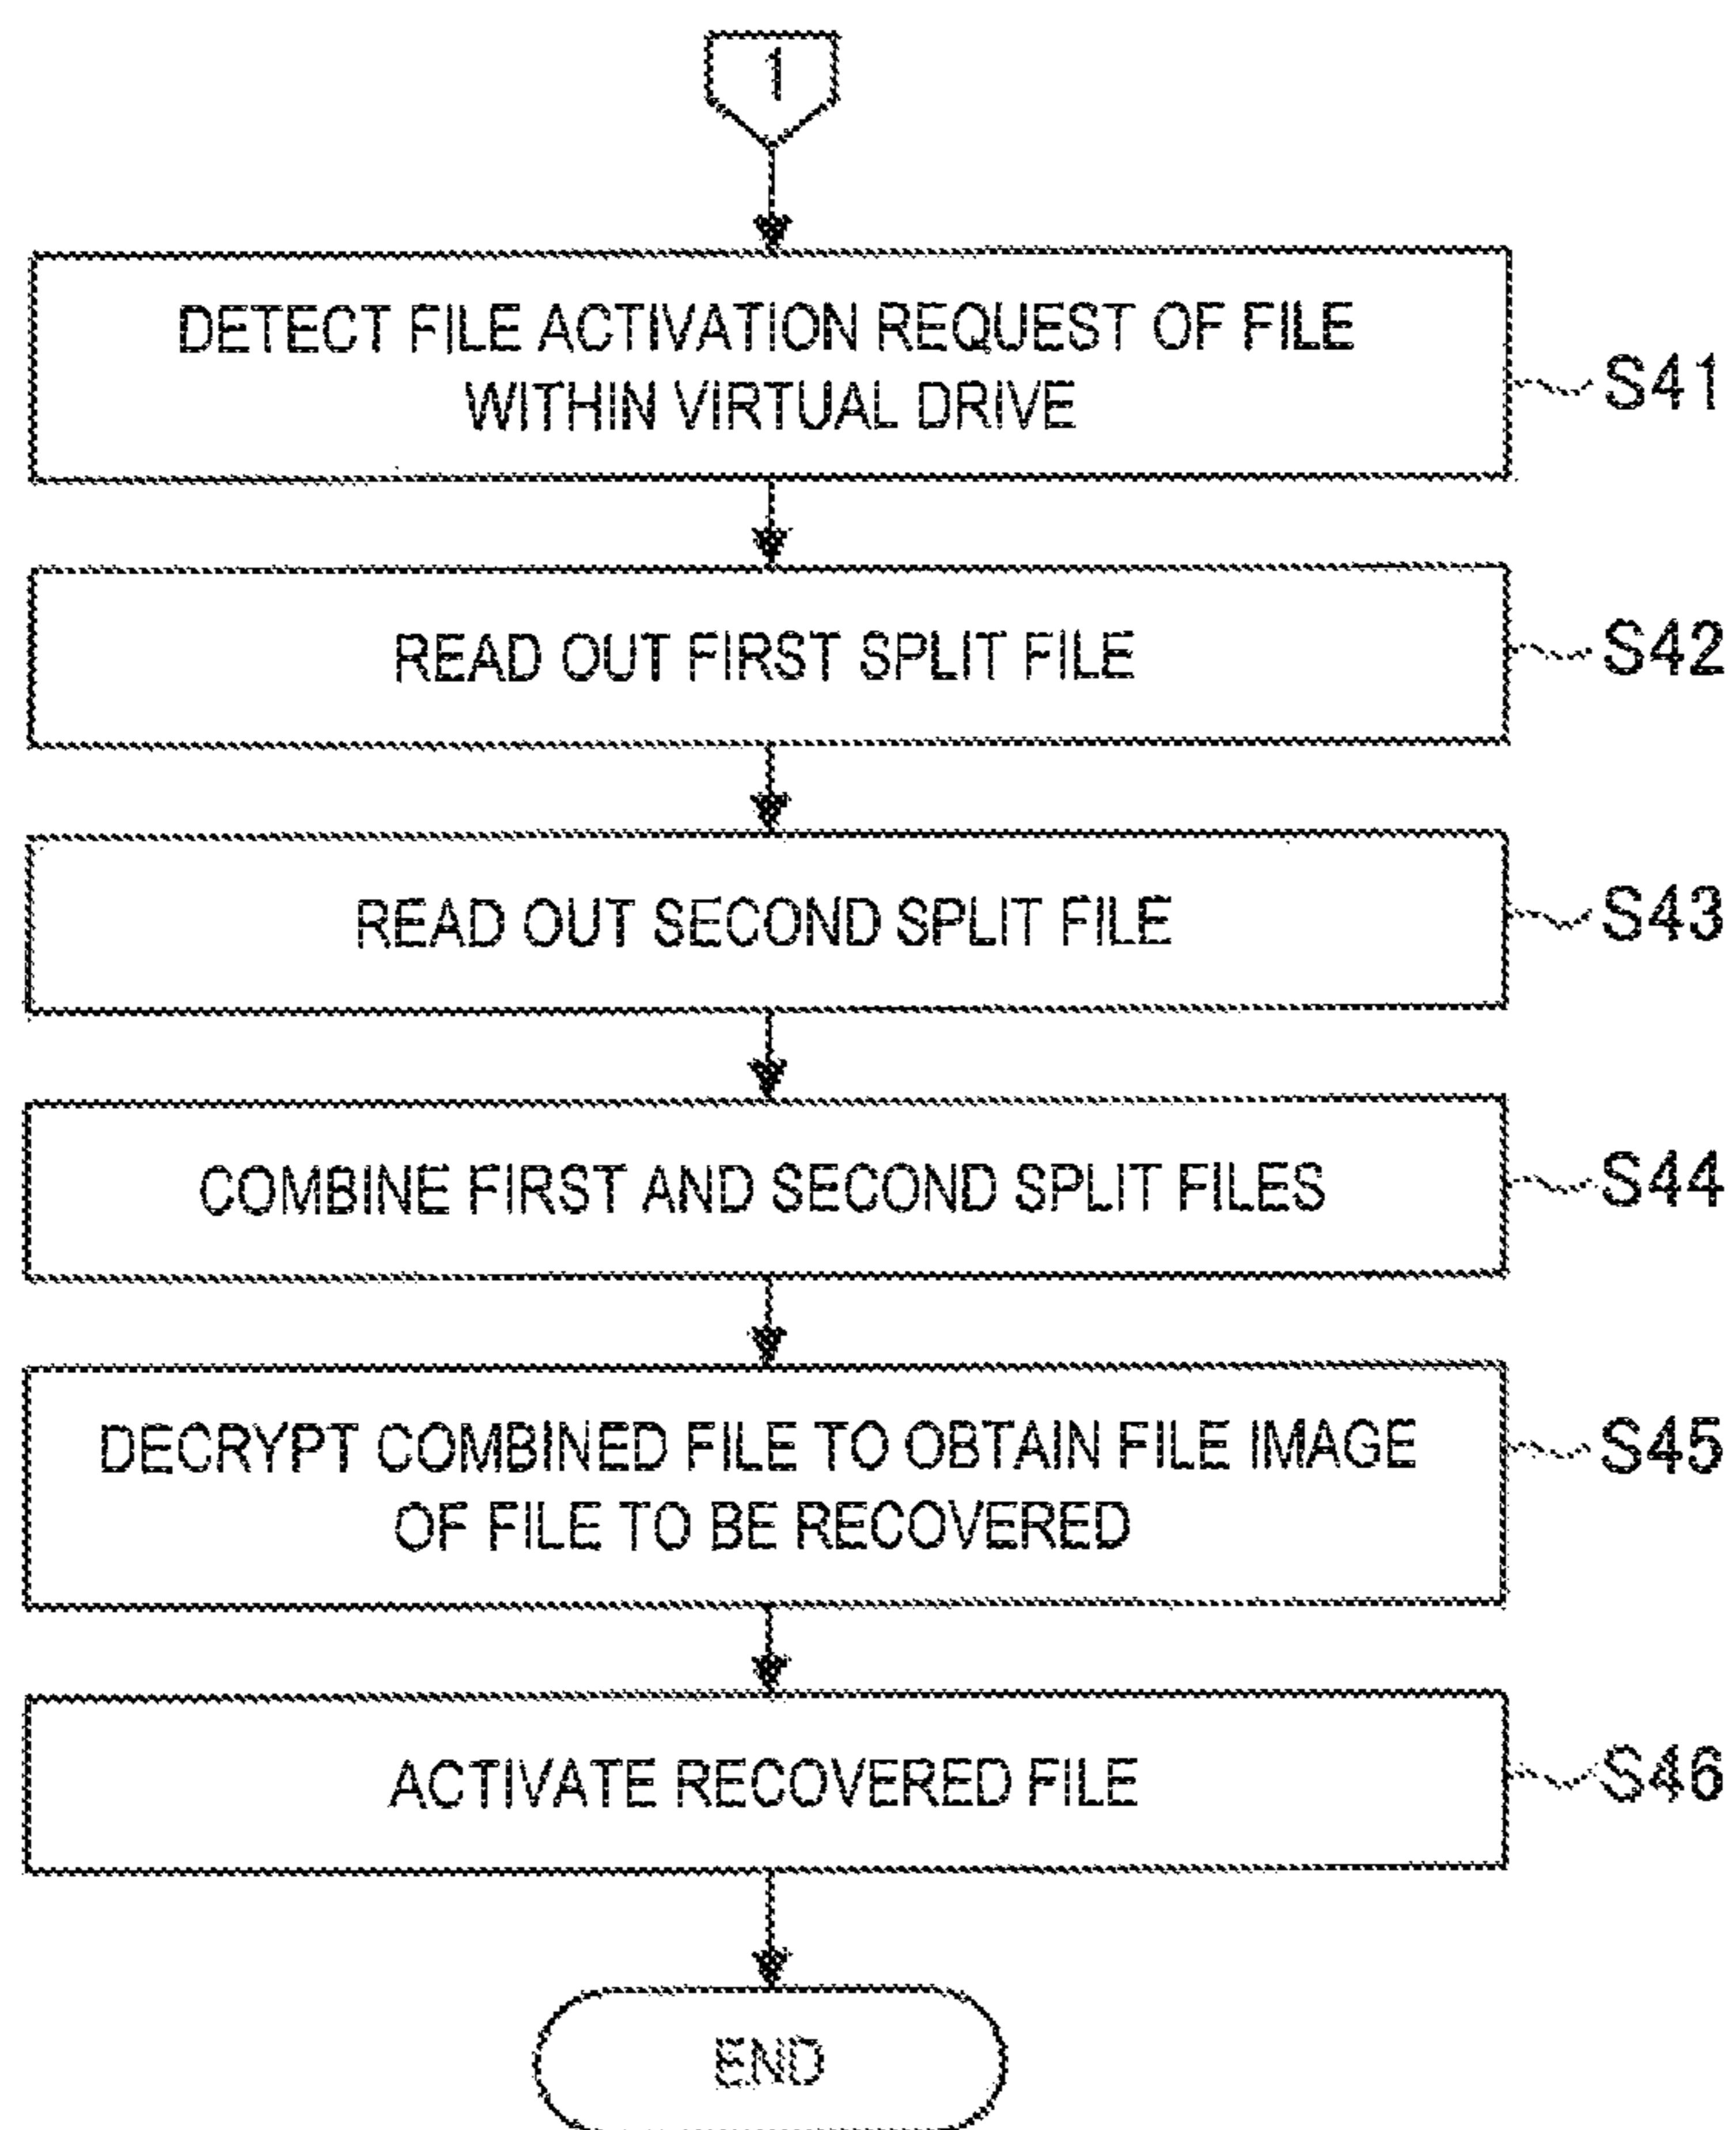 1
DETECT FILE ACTIVATION REQUEST OF FILE
WITHIN VIRTUAL DRIVE
S41
READ OUT FIRST SPLIT FILE
S42
READ OUT SECOND SPLIT FILE
S43
COMBINE FIRST AND SECOND SPLIT FILES
S44
DECRYPT COMBINED FILE TO OBTAIN FILE IMAGE
OF FILE TO BE RECOVERED
S45
ACTIVATE RECOVERED FILE
S46
END